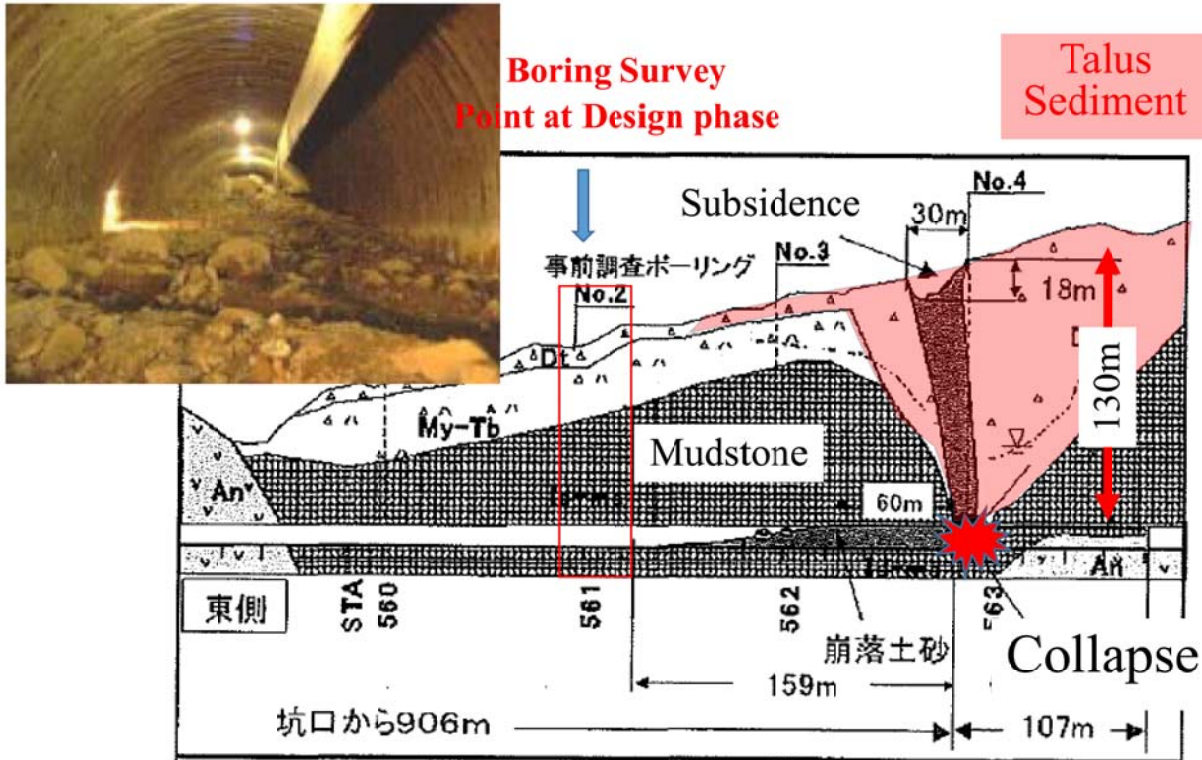 Boring Survey
Point at Design phase
Talus
Sediment
No.4
Subsidence
30m
事前調査ボーリング
No.3
No.2
18m
130m
Dt
My-Tb
Mudstone
An
60m
An
東側
STA
560
561
562
563
崩落土砂
Collapse
159m
坑口から906m
107m